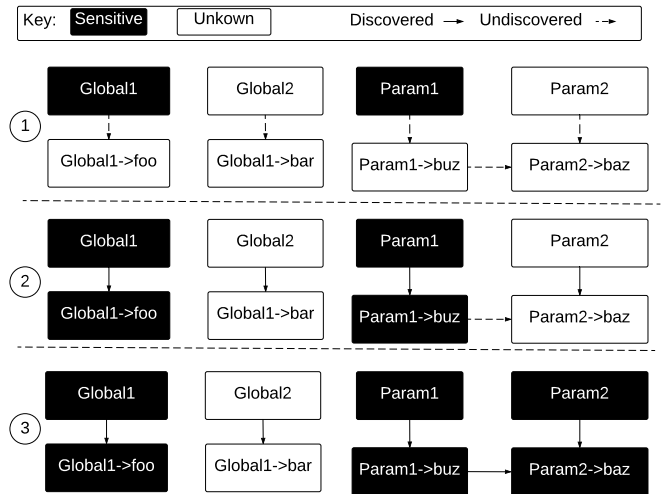 Key: Sensitive Unkown Discovered Undiscovered
Global1 Global2 Param1 Param2
1
Global1->foo Global1->bar Param1->buz Param2->baz
Global1 Global2 Param1 Param2
2
Global1->foo Global1->bar Param1->buz Param2->baz
Global1 Global2 Param1 Param2
3
Global1->foo Global1->bar Param1->buz Param2->baz